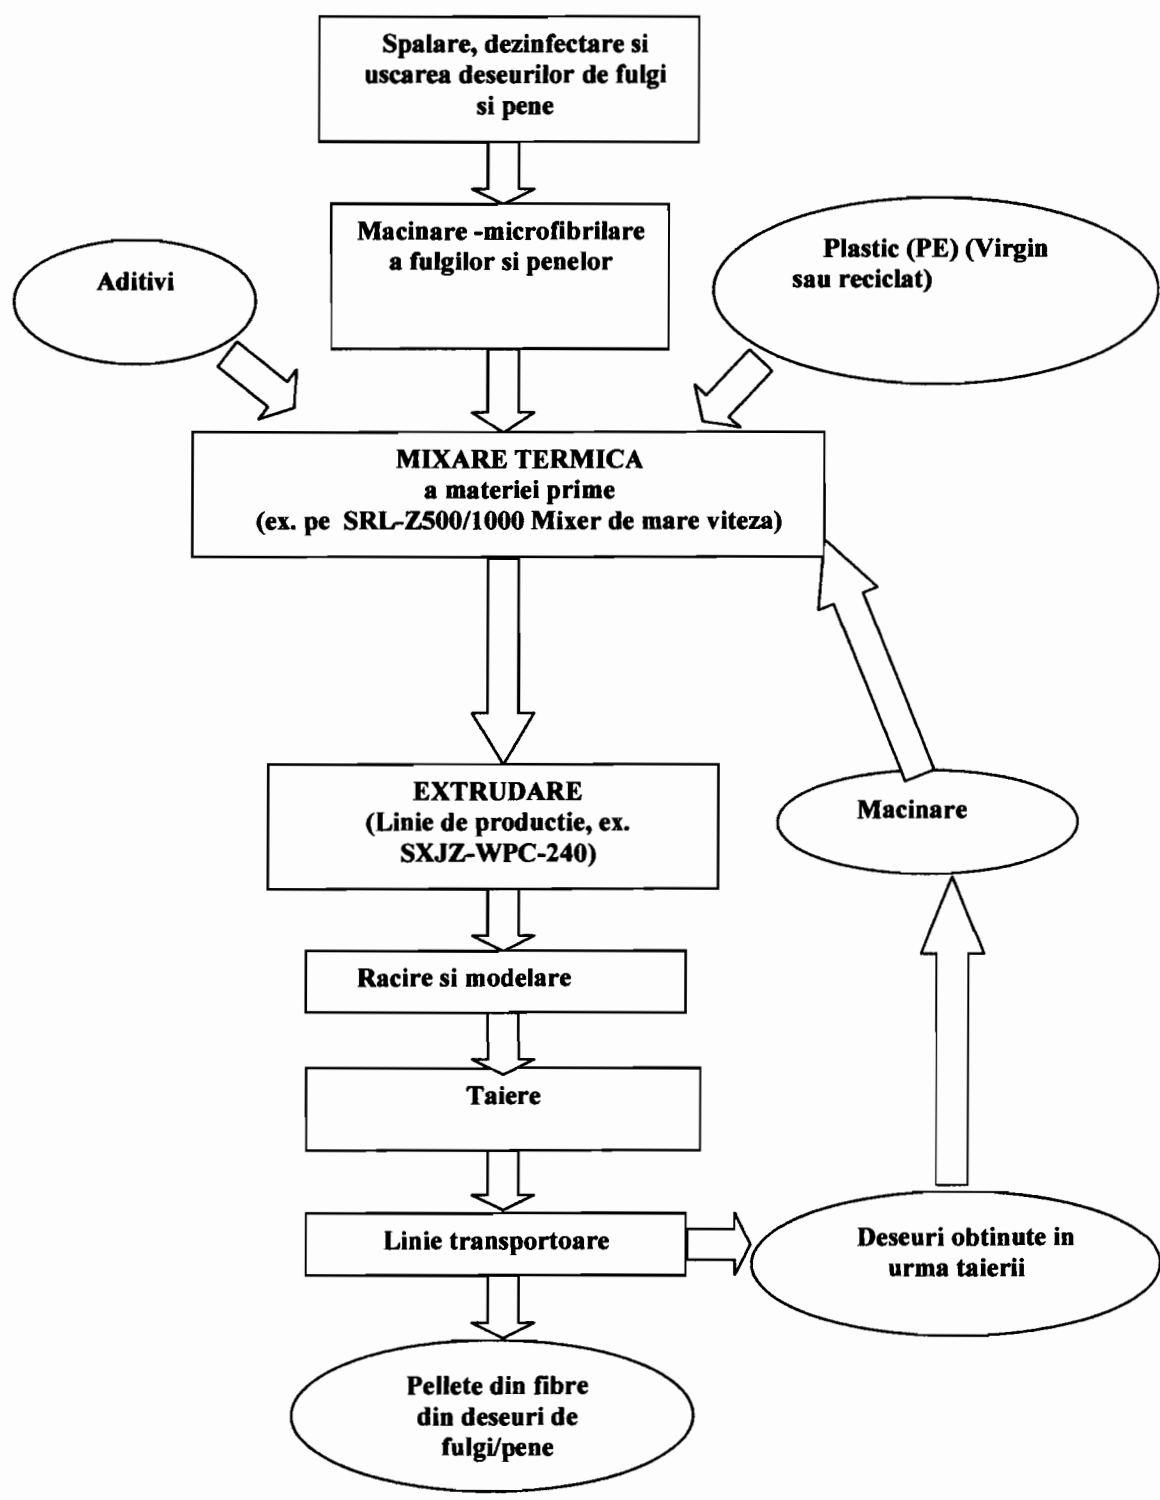 Spalare, dezinfectare si
uscarea deseurilor de fulgi
si pene
Macinare -microfibrilare
a fulgilor si penelor
Aditivi
Plastic (PE) (Virgin
sau reciclat)
MIXARE TERMICA
a materiei prime
(ex. pe SRL-Z500/1000 Mixer de mare viteza)
EXTRUDARE
(Linie de productie, ex.
SXJZ-WPC-240)
Macinare
Racire si modelare
Taiere
Linie transportoare
Deseuri obtinute in
urma taierii
Pellete din fibre
din deseuri de
fulgi/pene